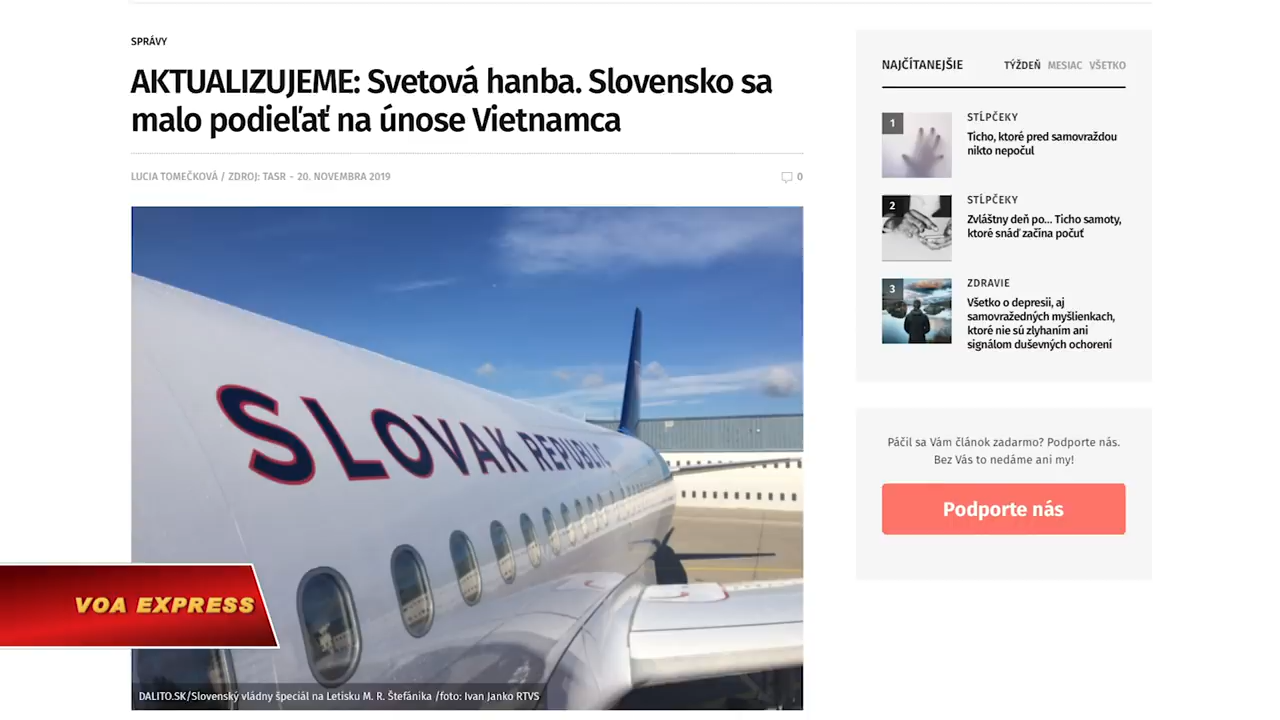 SPRÁVY
AKTUALIZUJEME: Svetová hanba. Slovensko sa
malo podieľať na únose Vietnamca
LUCIA TOMEČKOVÁ / ZDROJ: TASR - 20. NOVEMBRA 2019
0
SLOVAK REPUBLIC
VOA EXPRESS
DALITO.SK/Slovenský vládny špeciál na Letisku M. R. Štefánika /foto: Ivan Janko RTVS
NAJČÍTANEJŠIE
TÝŽDEŇ MESIAC VŠETKO
1
STĹPČEKY
Ticho, ktoré pred samovraždou
nikto nepočul
2
STĹPČEKY
Zvláštny deň po... Ticho samoty,
ktoré snáď začína počuť
3
ZDRAVIE
Všetko o depresii, aj
samovražedných myšlienkach,
ktoré nie sú zlyhaním ani
signálom duševných ochorení
Páčil sa Vám článok zadarmo? Podporte nás.
Bez Vás to nedáme ani my!
Podporte nás